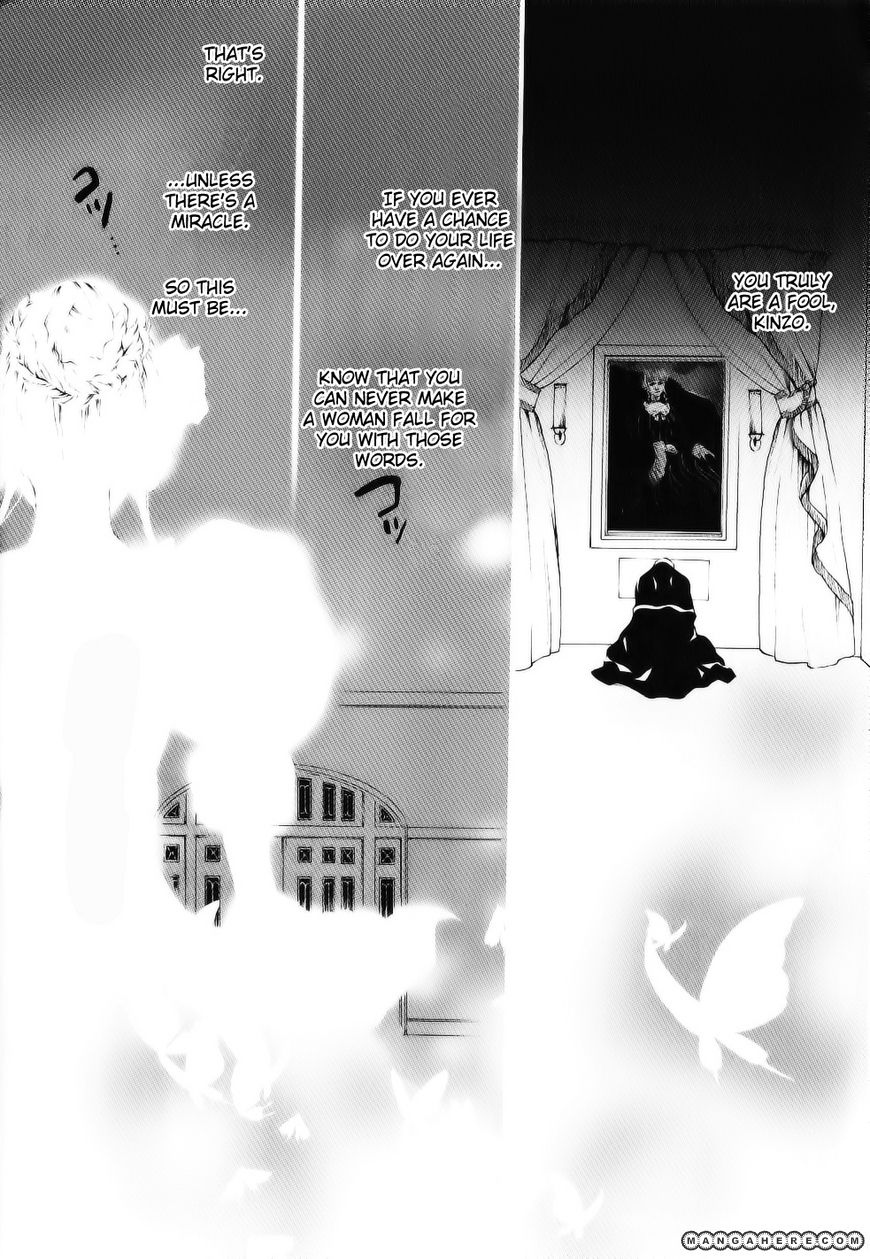 YOU TRULY
ARE A FOOL,
KINZO.
IF YOU EVER
HAVE A CHANCE
TO DO YOUR LIFE
OVER AGAIN...
KNOW THAT YOU
CAN NEVER MAKE
A WOMAN FALL FOR
YOU WITH THOSE
WORDS.
コッ
THAT'S
RIGHT.
...UNLESS
THERE'S A
MIRACLE.
SO THIS
MUST BE...
コッ...
MANGAHERE.COM